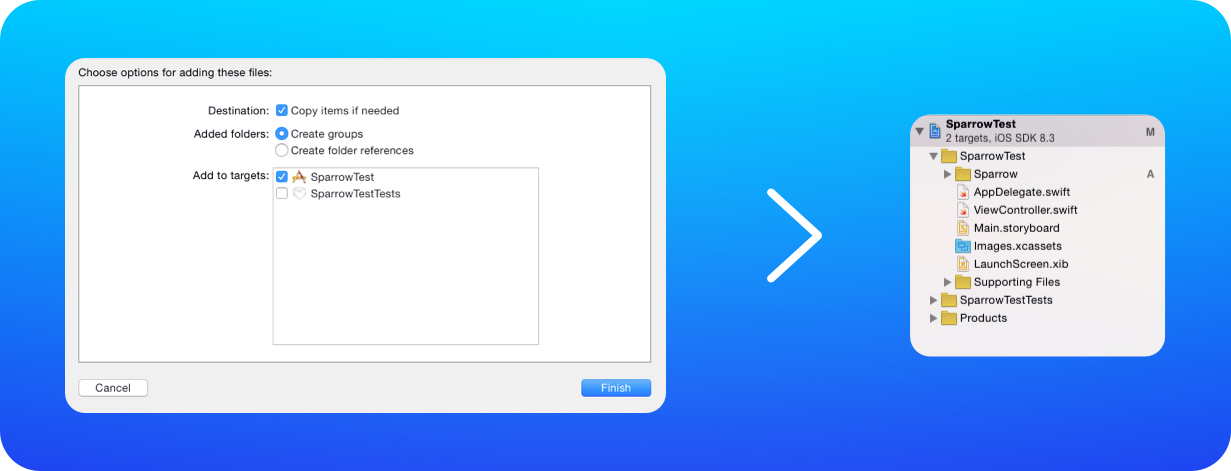 Choose options for adding these files:
Destination: Copy items if needed
Added folders: Create groups
Create folder references
Add to targets: SparrowTest
SparrowTestTests
Cancel
Finish
SparrowTest
2 targets, iOS SDK 8.3
M
SparrowTest
Sparrow
A
AppDelegate.swift
ViewController.swift
Main.storyboard
Images.xcassets
LaunchScreen.xib
Supporting Files
SparrowTestTests
Products